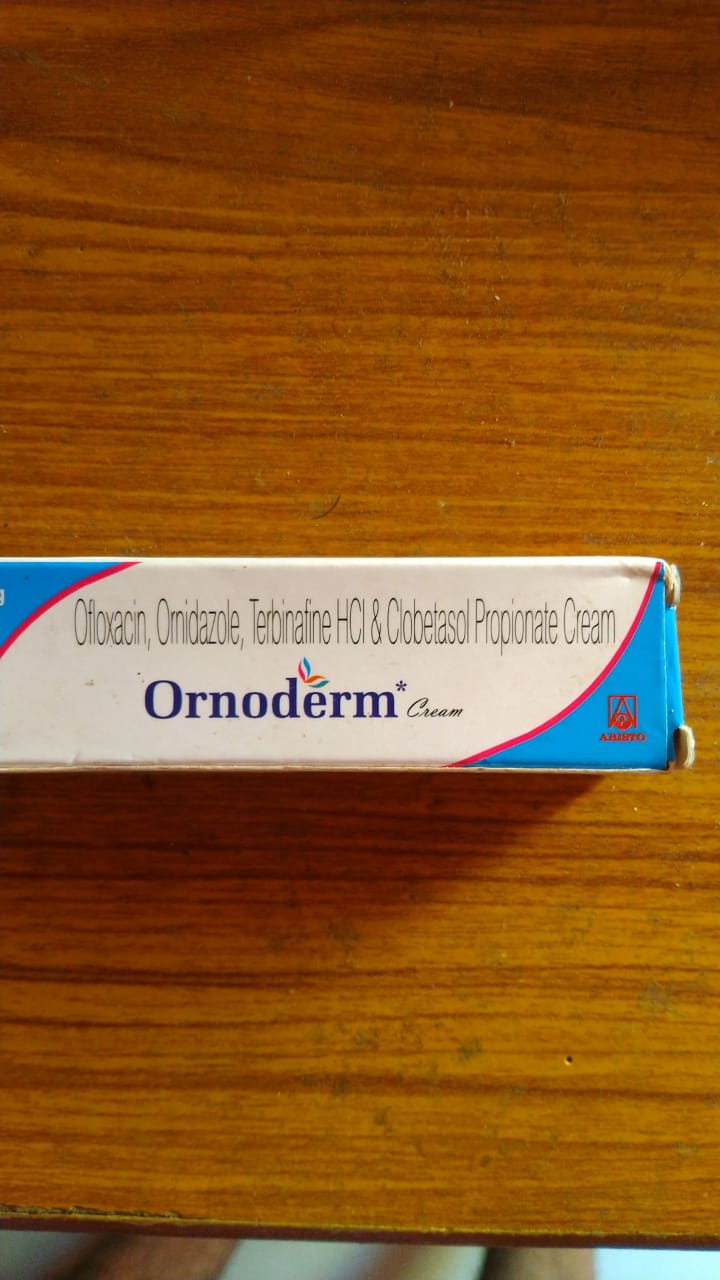 Ofloxacin, Ornidazole, Terbinafine HCl & Clobetasol Propionate Cream
Ornoderm* Cream
ARISTO